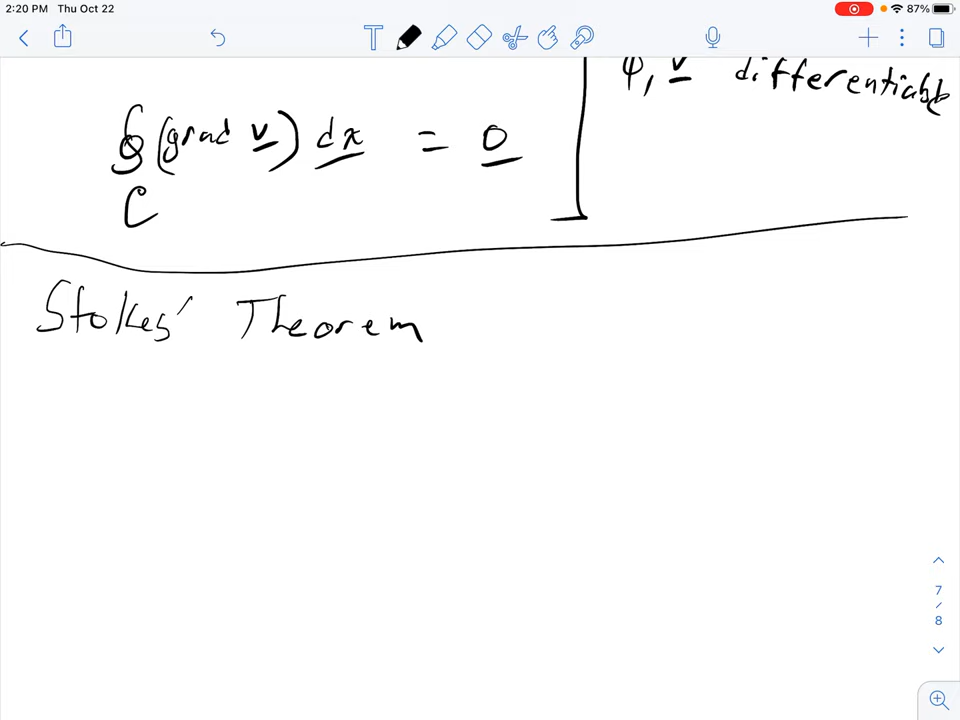 2:20 PM Thu Oct 22
87%
φ, v differentiable
∮ (grad v) dx = 0
C
Stokes' Theorem
7
/
8